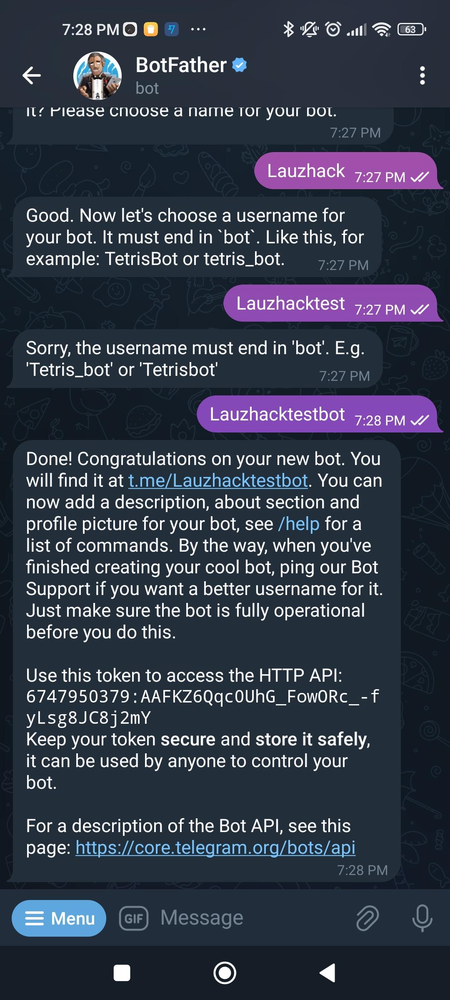 7:28 PM
63
BotFather
bot
it? Please choose a name for your bot.
7:27 PM
Lauzhack 7:27 PM
Good. Now let's choose a username for
your bot. It must end in `bot`. Like this, for
example: TetrisBot or tetris_bot.
7:27 PM
Lauzhacktest 7:27 PM
Sorry, the username must end in 'bot'. E.g.
'Tetris_bot' or 'Tetrisbot'
7:27 PM
Lauzhacktestbot 7:28 PM
Done! Congratulations on your new bot. You
will find it at t.me/Lauzhacktestbot. You can
now add a description, about section and
profile picture for your bot, see /help for a
list of commands. By the way, when you've
finished creating your cool bot, ping our Bot
Support if you want a better username for it.
Just make sure the bot is fully operational
before you do this.
Use this token to access the HTTP API:
6747950379:AAFKZ6Qqc0UhG_FowORc_-f
yLsg8JC8j2mY
Keep your token secure and store it safely,
it can be used by anyone to control your
bot.
For a description of the Bot API, see this
page: https://core.telegram.org/bots/api
7:28 PM
Menu
GIF
Message